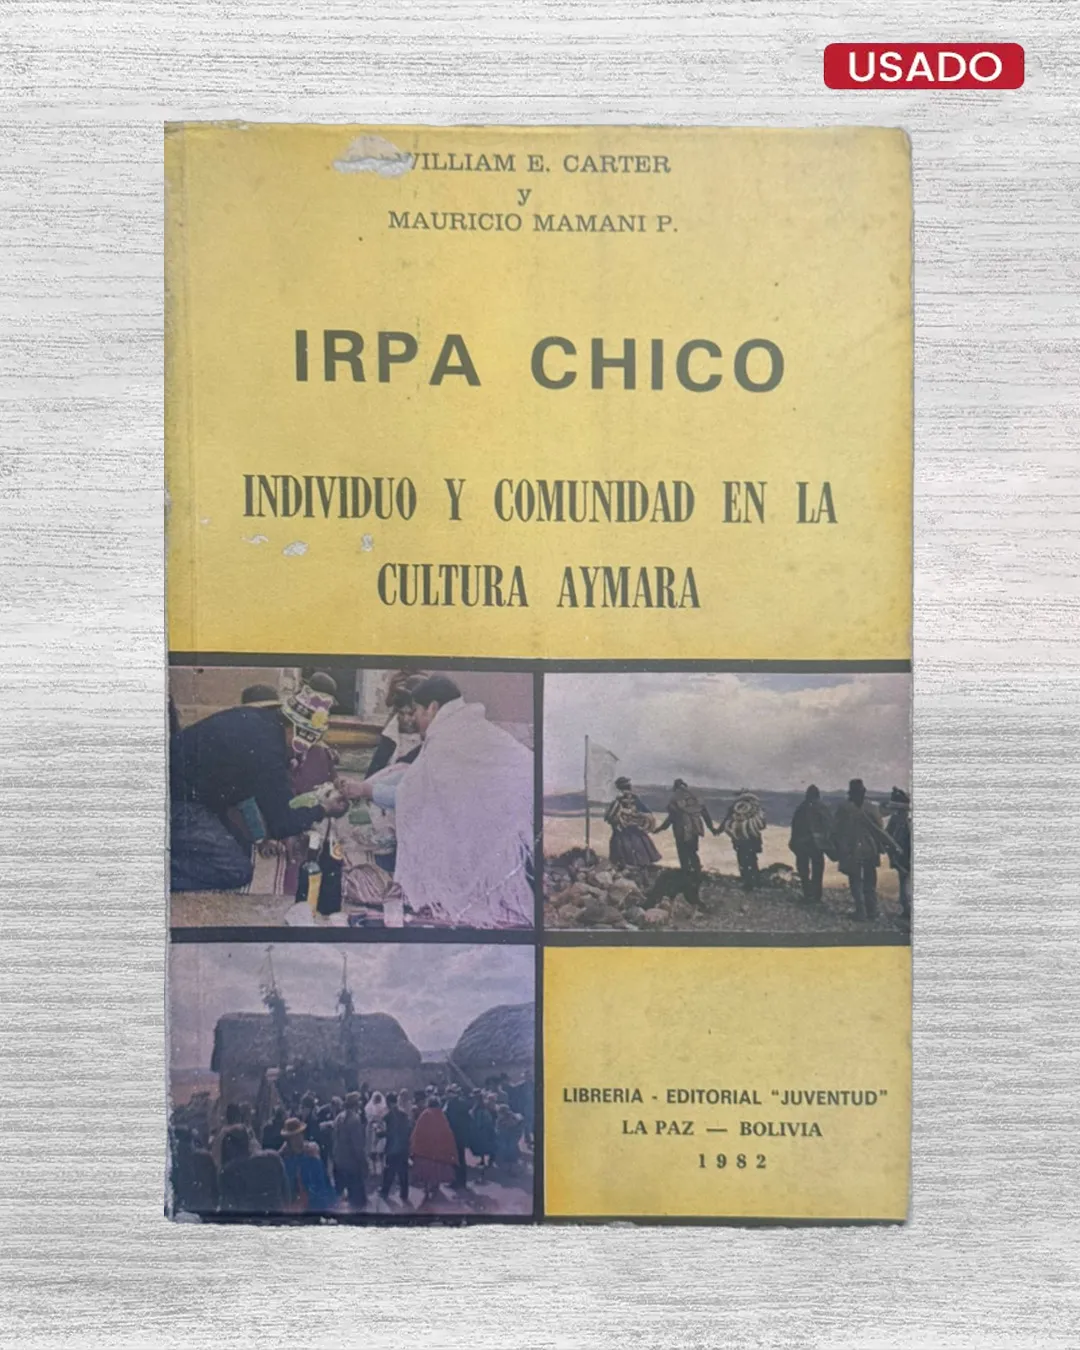 USADO
WILLIAM E. CARTER
y
MAURICIO MAMANI P.
IRPA CHICO
INDIVIDUO Y COMUNIDAD EN LA
CULTURA AYMARA
LIBRERIA - EDITORIAL "JUVENTUD"
LA PAZ — BOLIVIA
1982